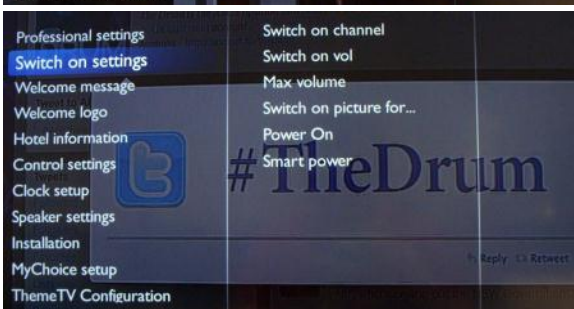 Professional settings
Switch on settings
Welcome message
Welcome logo
Hotel information
Control settings
Clock setup
Speaker settings
Installation
MyChoice setup
ThemeTV Configuration
Switch on channel
Switch on vol
Max volume
Switch on picture for...
Power On
Smart power
#TheDrum
Reply Retweet